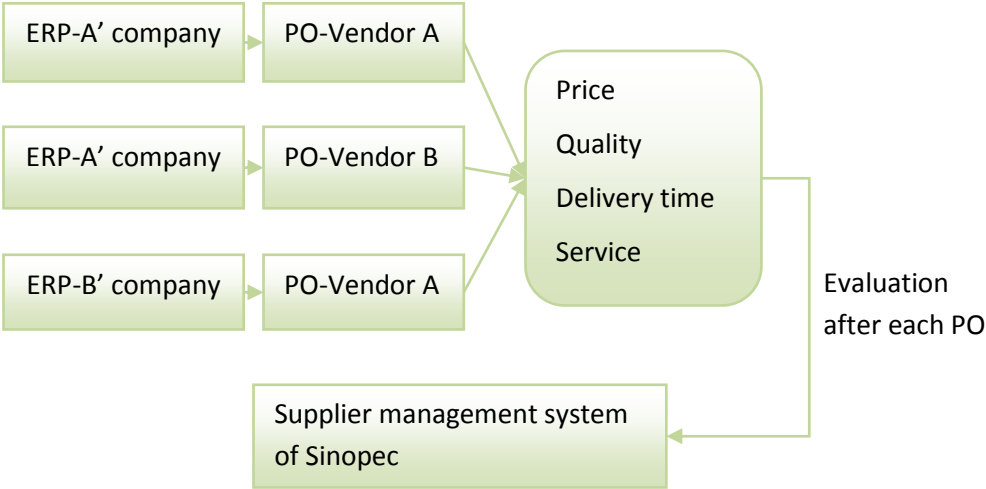 ERP-A’ company
PO-Vendor A
ERP-A’ company
PO-Vendor B
ERP-B’ company
PO-Vendor A
Price
Quality
Delivery time
Service
Evaluation
after each PO
Supplier management system
of Sinopec